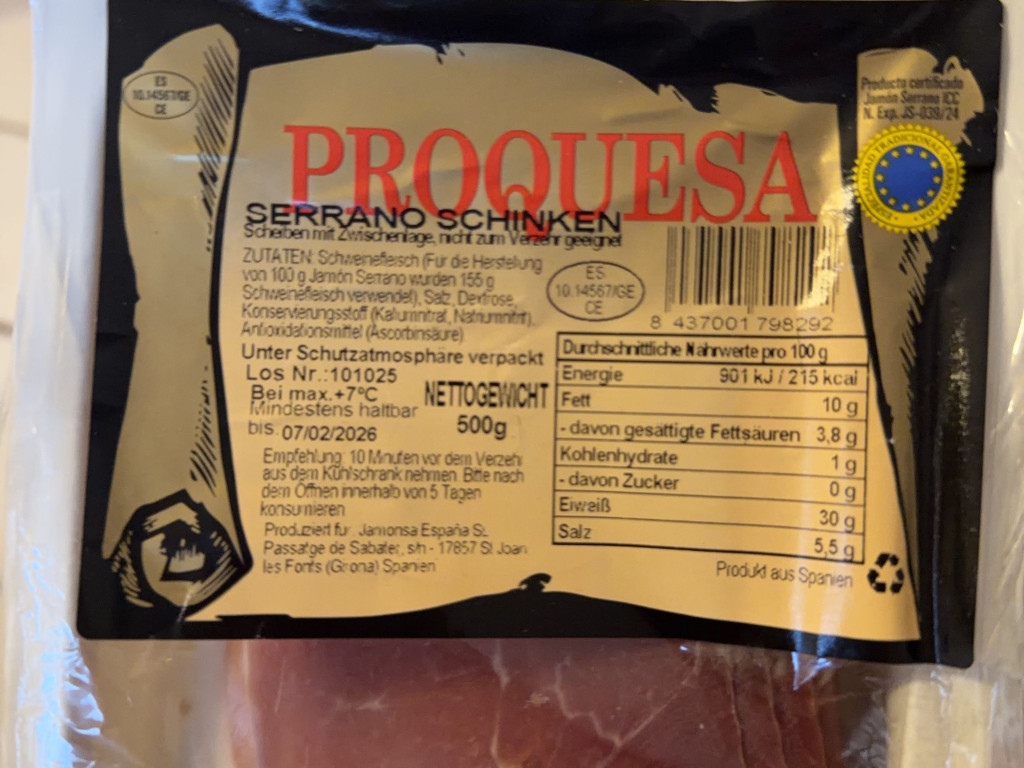 ES
10.14567/GE
CE
Producto certificado
Jamón Serrano ICC
N. Exp. JS-039/24
ESPECIALIDAD TRADICIONAL GARANTIZADA
PROQUESA
SERRANO SCHINKEN
Scheiben mit Zwischenlage, nicht zum Verzehr geeignet
ZUTATEN: Schweinefleisch (Für die Herstellung
von 100 g Jamón Serrano wurden 155 g
Schweinefleisch verwendet), Salz, Dextrose,
Konservierungsstoff (Kaliumnitrat, Natriumnitrit),
Antioxidationsmittel (Ascorbinsäure)
Unter Schutzatmosphäre verpackt
Los Nr.:101025
Bei max.+7ºC
Mindestens haltbar
bis: 07/02/2026
NETTOGEWICHT
500g
Empfehlung: 10 Minuten vor dem Verzehr
aus dem Kühlschrank nehmen. Bitte nach
dem Öffnen innerhalb von 5 Tagen
konsumieren
Produziert für: Jamonsa España SL
Passatge de Sabater, s/n - 17857 St Joan
les Fonts (Girona) Spanien
ES
10.14567/GE
CE
8 437001 798292
Durchschnittliche Nahrwerte pro 100 g
Energie 901 kJ / 215 kcal
Fett 10 g
- davon gesättigte Fettsäuren 3,8 g
Kohlenhydrate 1 g
- davon Zucker 0 g
Eiweiß 30 g
Salz 5,5 g
Produkt aus Spanien